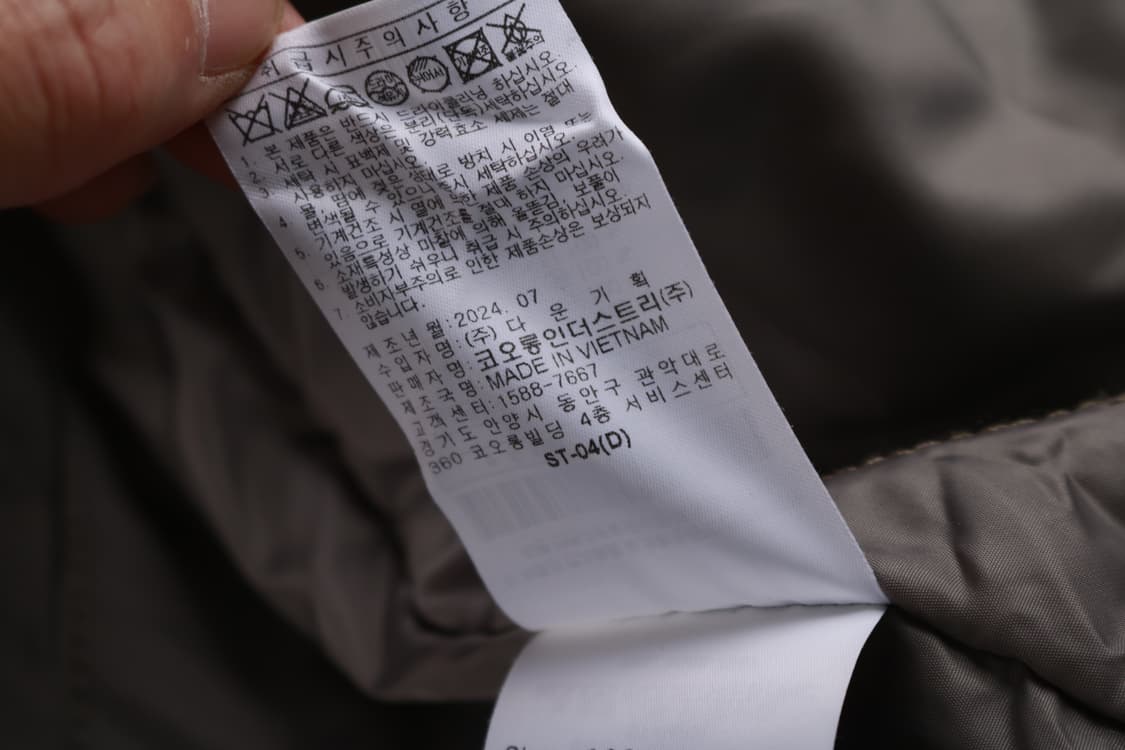 취급시주의사항
1. 본 제품은 반드시 드라이클리닝 하십시오.
2. 서로 다른 색상은 분리(단독)세탁하십시오.
3. 세탁 시 표백제 및 강력효소 세제는 절대
사용하지 마십시오.
4. 물에 젖은 상태로 방치 시 이염 또는
변색될 수 있으니 즉시 세탁하십시오.
5. 기계건조 시 열에 의한 제품 손상의 우려가
있음으로 기계건조를 절대 하지 마십시오.
6. 소재특성상 마찰에 의해 올뜯김, 보풀이
발생하기 쉬우니 취급 시 주의하십시오.
7. 소비자부주의로 인한 제품손상은 보상되지
않습니다.
제조년월:2024. 07
수입자명:(주)다운기획
판매자명:코오롱인더스트리(주)
제조국명:MADE IN VIETNAM
고객센터:1588-7667
경기도 안양시 동안구 관악대로
360 코오롱빌딩 4층 서비스센터
ST-04(D)